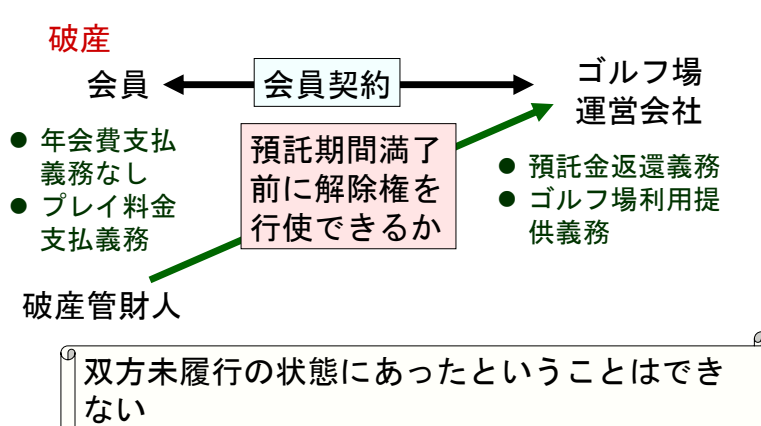 破産
会員
会員契約
ゴルフ場
運営会社
● 年会費支払
義務なし
● プレイ料金
支払義務
預託期間満了
前に解除権を
行使できるか
● 預託金返還義務
● ゴルフ場利用提
供義務
破産管財人
双方未履行の状態にあったということはでき
ない